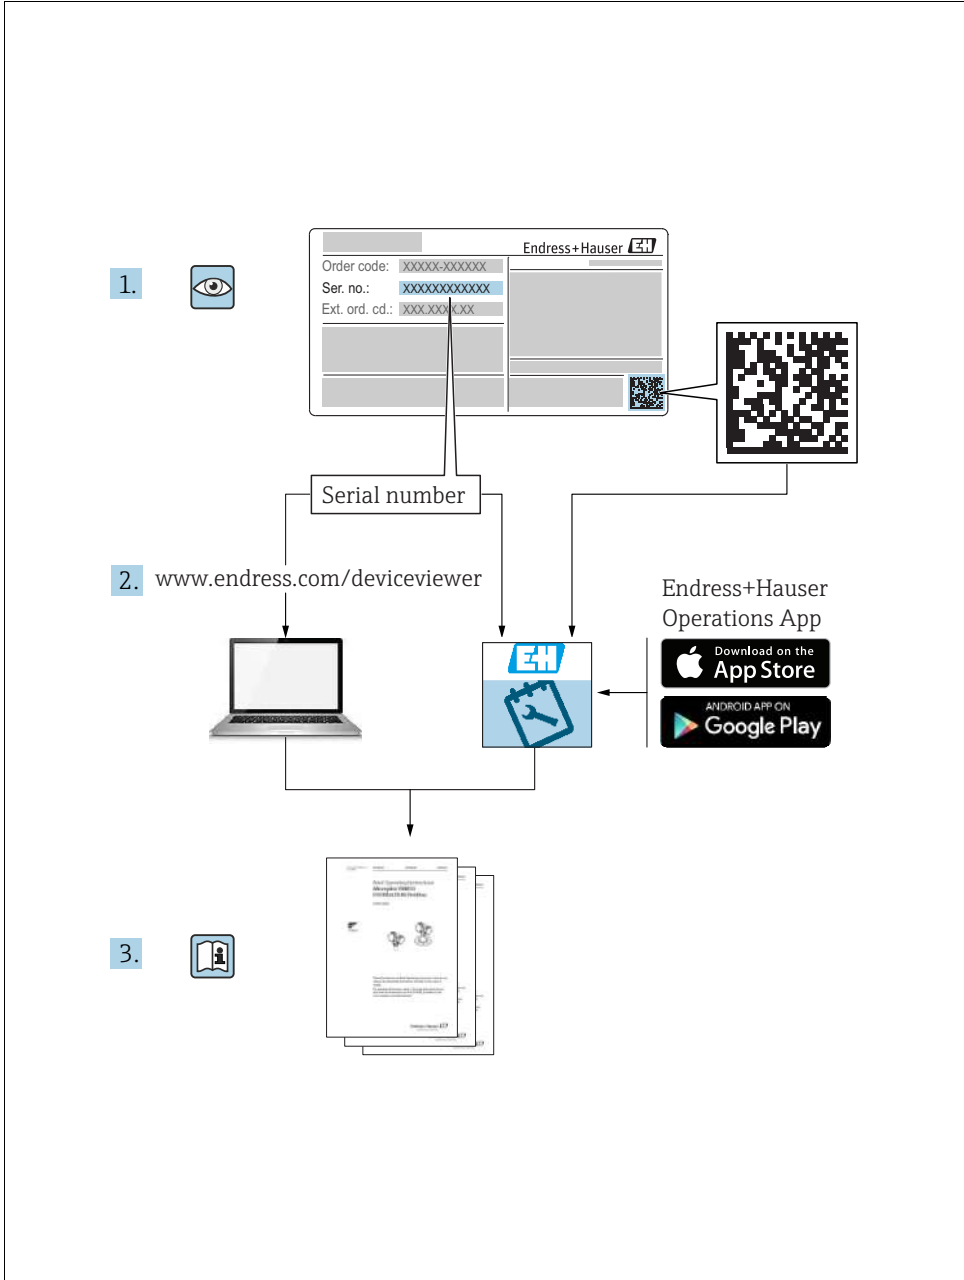 Endress+Hauser EH
1.
Order code: XXXXX-XXXXXX
Ser. no.: XXXXXXXXXXXX
Ext. ord. cd.: XXX.XXXX.XX
Serial number
2. www.endress.com/deviceviewer
Endress+Hauser
Operations App
Download on the
App Store
ANDROID APP ON
Google Play
EH
3.
i